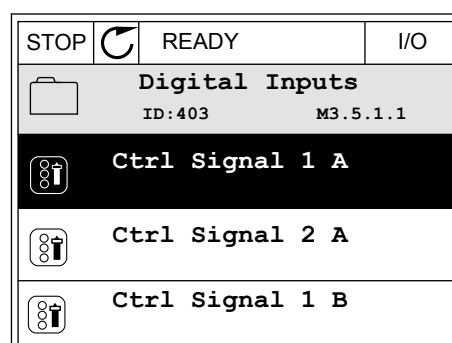 STOP READY I/O
Digital Inputs
ID:403 M3.5.1.1
Ctrl Signal 1 A
Ctrl Signal 2 A
Ctrl Signal 1 B